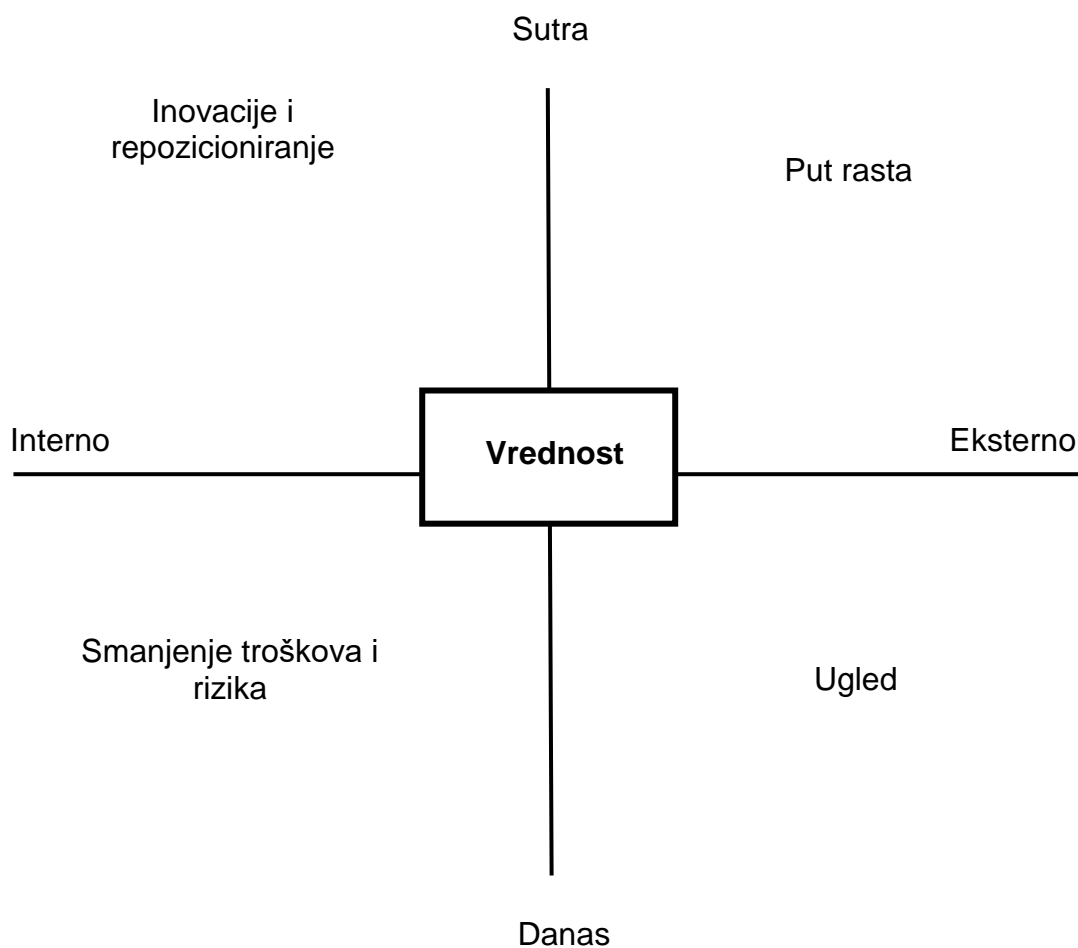 Sutra
Inovacije i
repozicioniranje
Put rasta
Interno
Vrednost
Eksterno
Smanjenje troškova i
rizika
Ugled
Danas